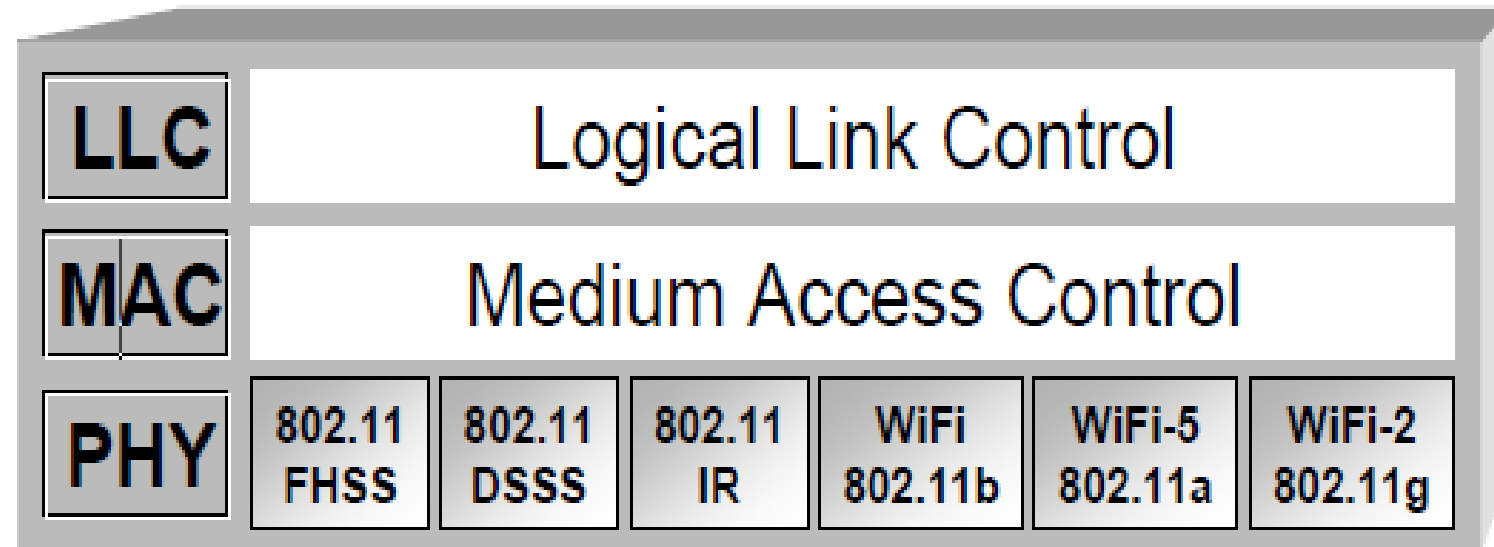 LLC
Logical Link Control
MAC
Medium Access Control
PHY
802.11
FHSS
802.11
DSSS
802.11
IR
WiFi
802.11b
WiFi-5
802.11a
WiFi-2
802.11g